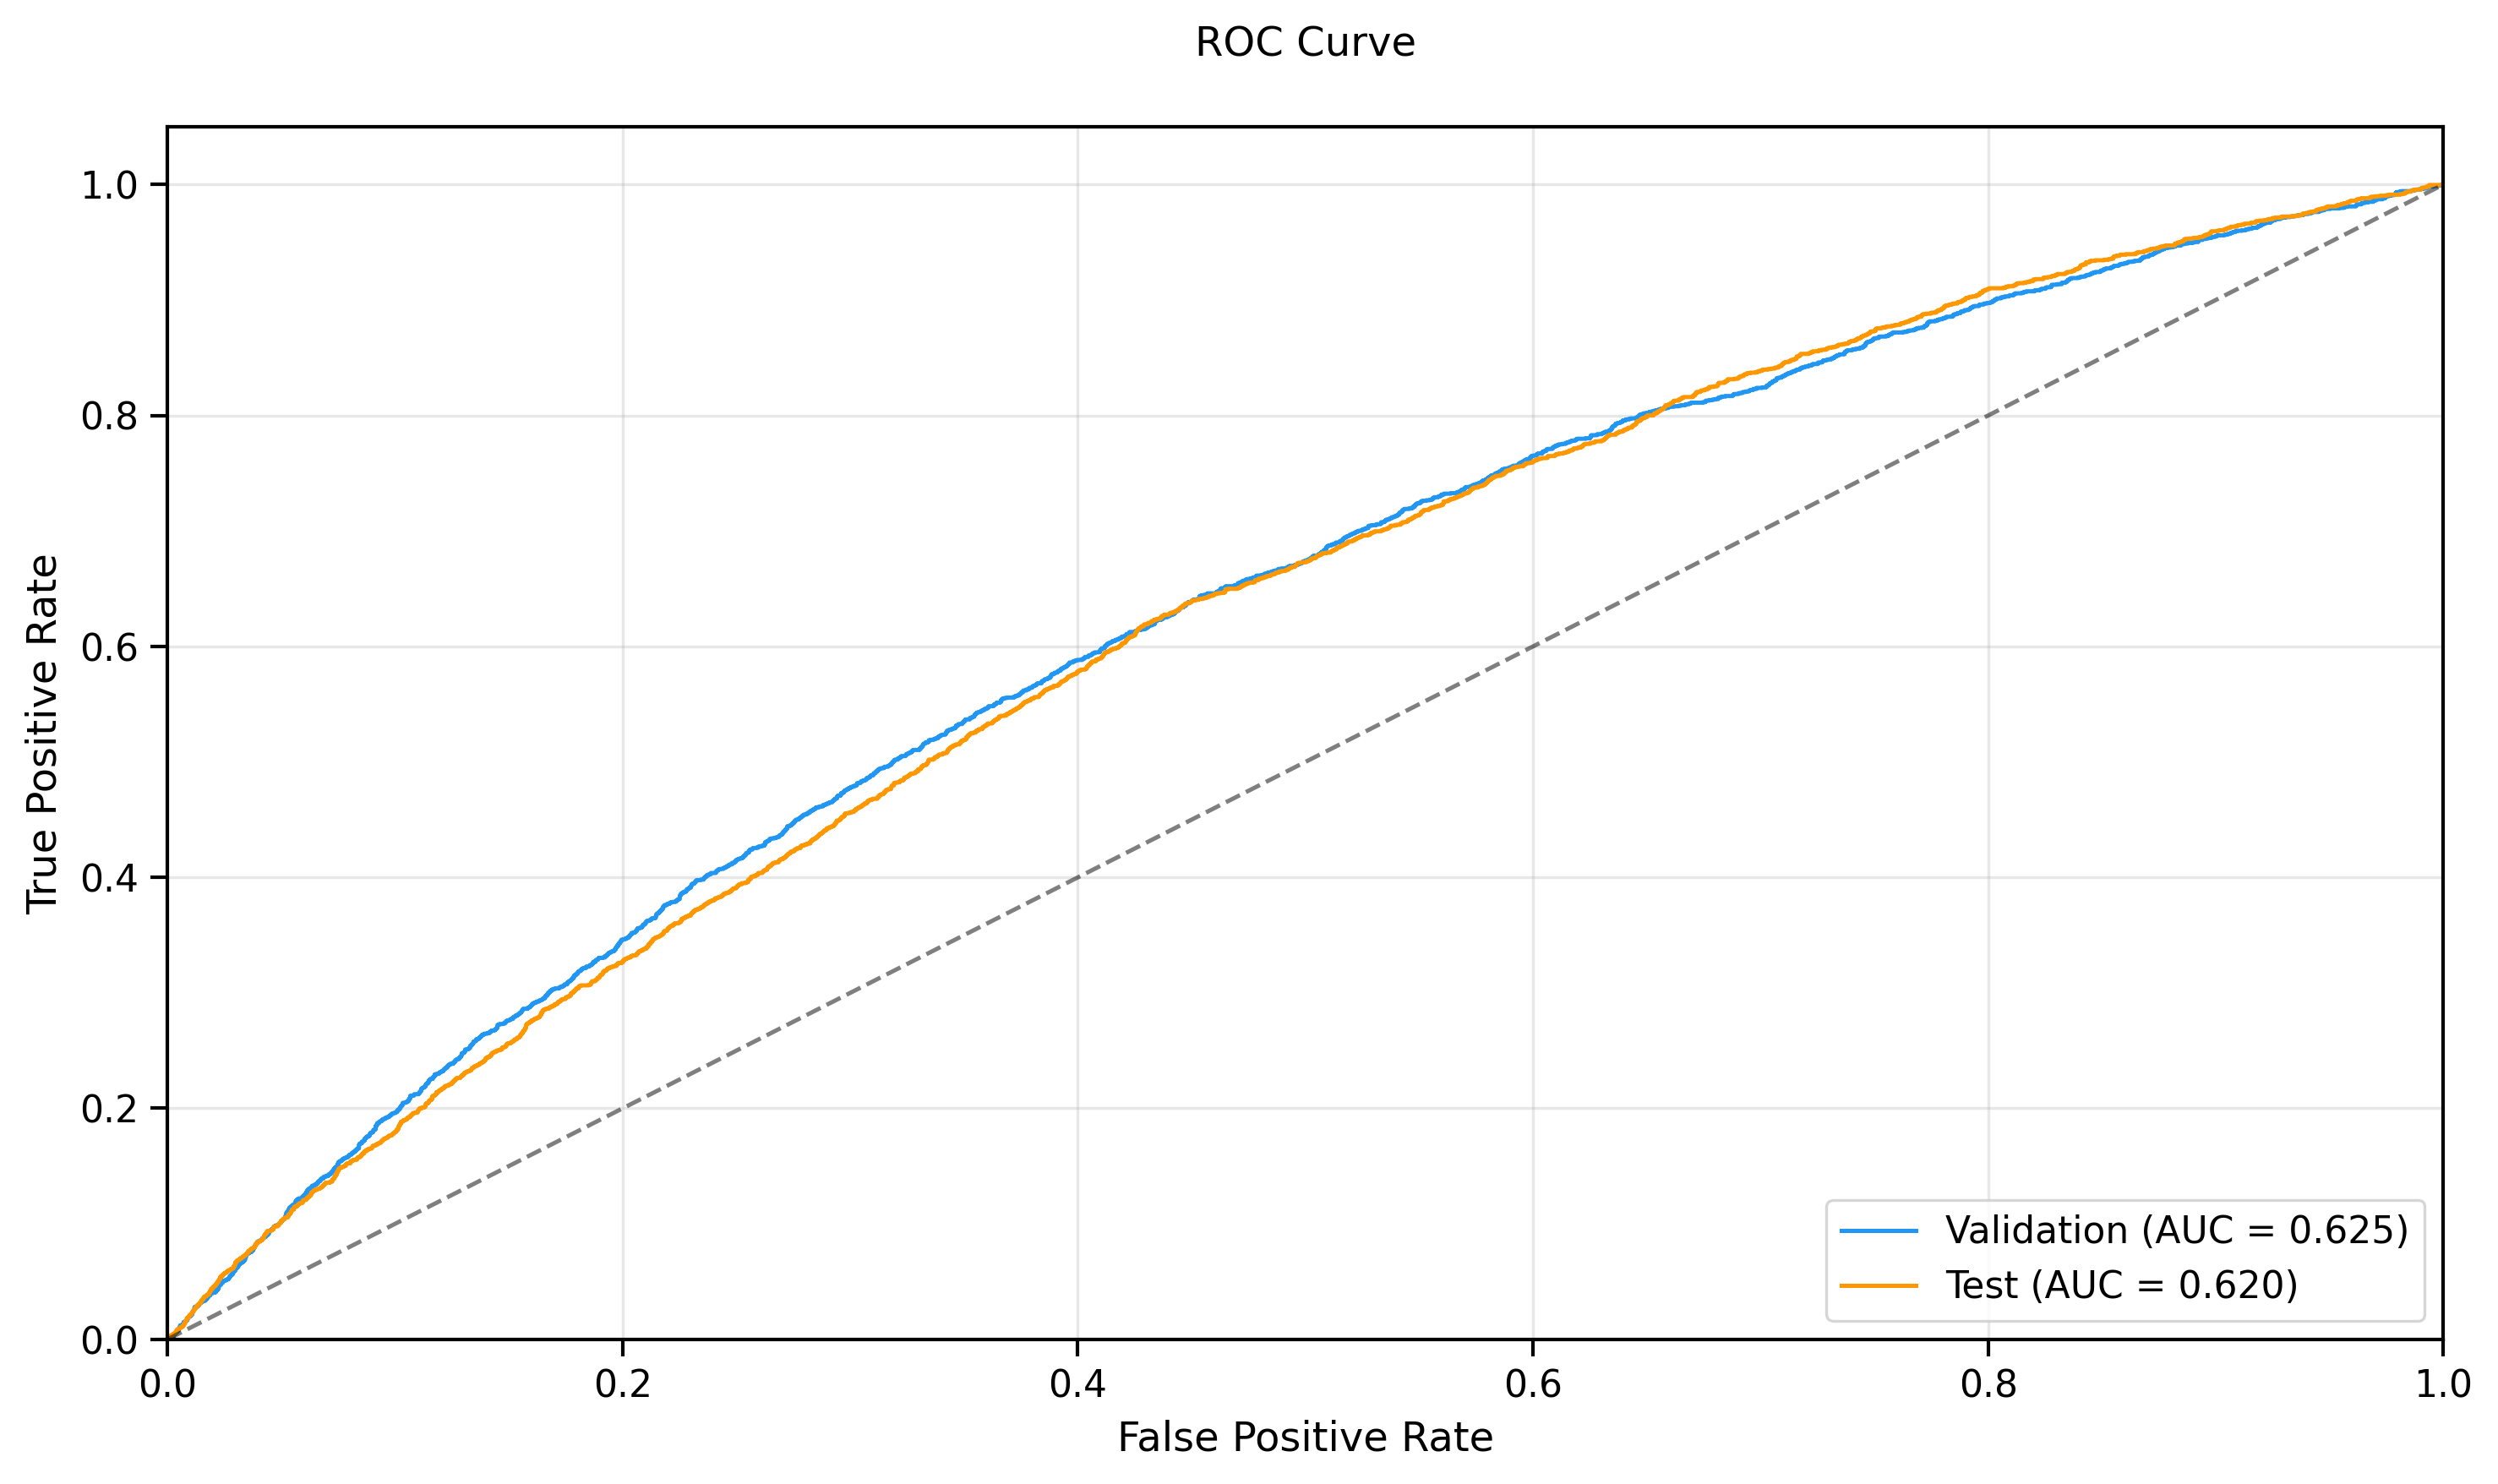 ROC Curve
True Positive Rate
1.0
0.8
0.6
0.4
0.2
0.0
Validation (AUC = 0.625)
Test (AUC = 0.620)
0.0 0.2 0.4 0.6 0.8 1.0
False Positive Rate